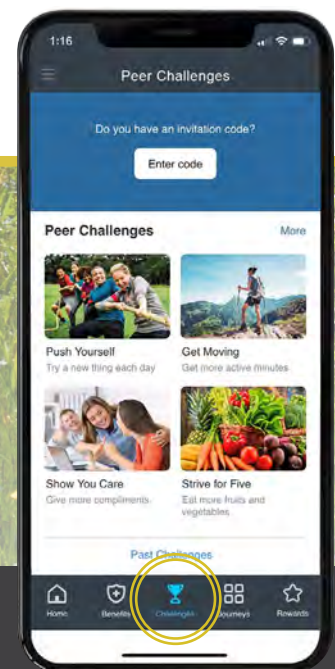 1:16
Peer Challenges
Do you have an invitation code?
Enter code
Peer Challenges More
Push Yourself Get Moving
Try a new thing each day Get more active minutes
Show You Care Strive for Five
Give more compliments Eat more fruits and
vegetables
Past Challenges
Home Benefits Challenges Journeys Rewards